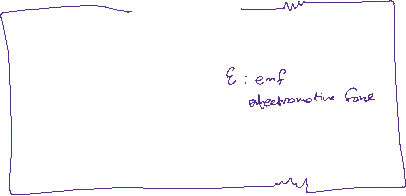 ε : emf
electromotive force